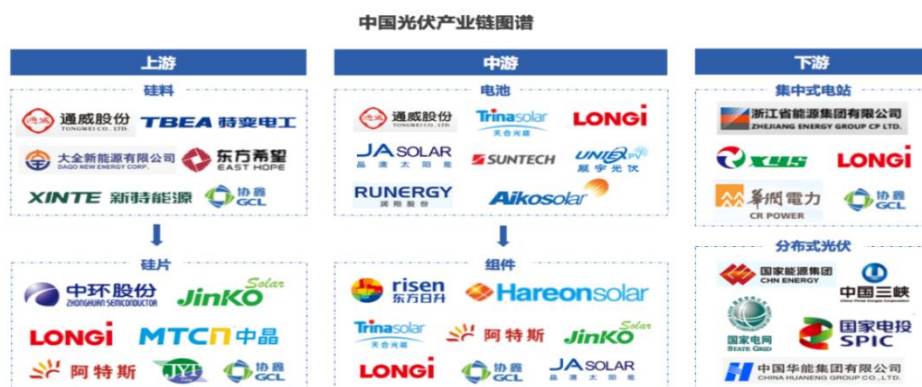 中国光伏产业链图谱
上游
硅料
通威股份
TONGWEI CO., LTD.
TBEA 特变电工
大全新能源有限公司
DAQO NEW ENERGY CORP.
东方希望
EAST HOPE
XINTE 新特能源
协鑫
GCL
硅片
中环股份
ZHONGHUAN SEMICONDUCTOR
JinKO Solar
LONGi
MTCN 中晶
阿特斯
JYT
协鑫
GCL
中游
电池
通威股份
TONGWEI CO., LTD.
Trinasolar
天合光能
LONGi
JA SOLAR
晶澳太阳能
SUNTECH
UNIEX PV
展宇光伏
RUNERGY
润阳股份
Aikosolar
组件
risen
东方日升
Hareonsolar
Trinasolar
天合光能
阿特斯
JinKO Solar
LONGi
协鑫
GCL
JA SOLAR
晶澳太阳能
下游
集中式电站
浙江省能源集团有限公司
ZHEJIANG ENERGY GROUP CP LTD.
XYS
LONGi
華潤電力
CR POWER
协鑫
GCL
分布式光伏
国家能源集团
CHN ENERGY
中国三峡
China Three Gorges Corporation
国家电网
STATE GRID
国家电投
SPIC
中国华能集团有限公司
CHINA HUANENG GROUP CO., LTD.